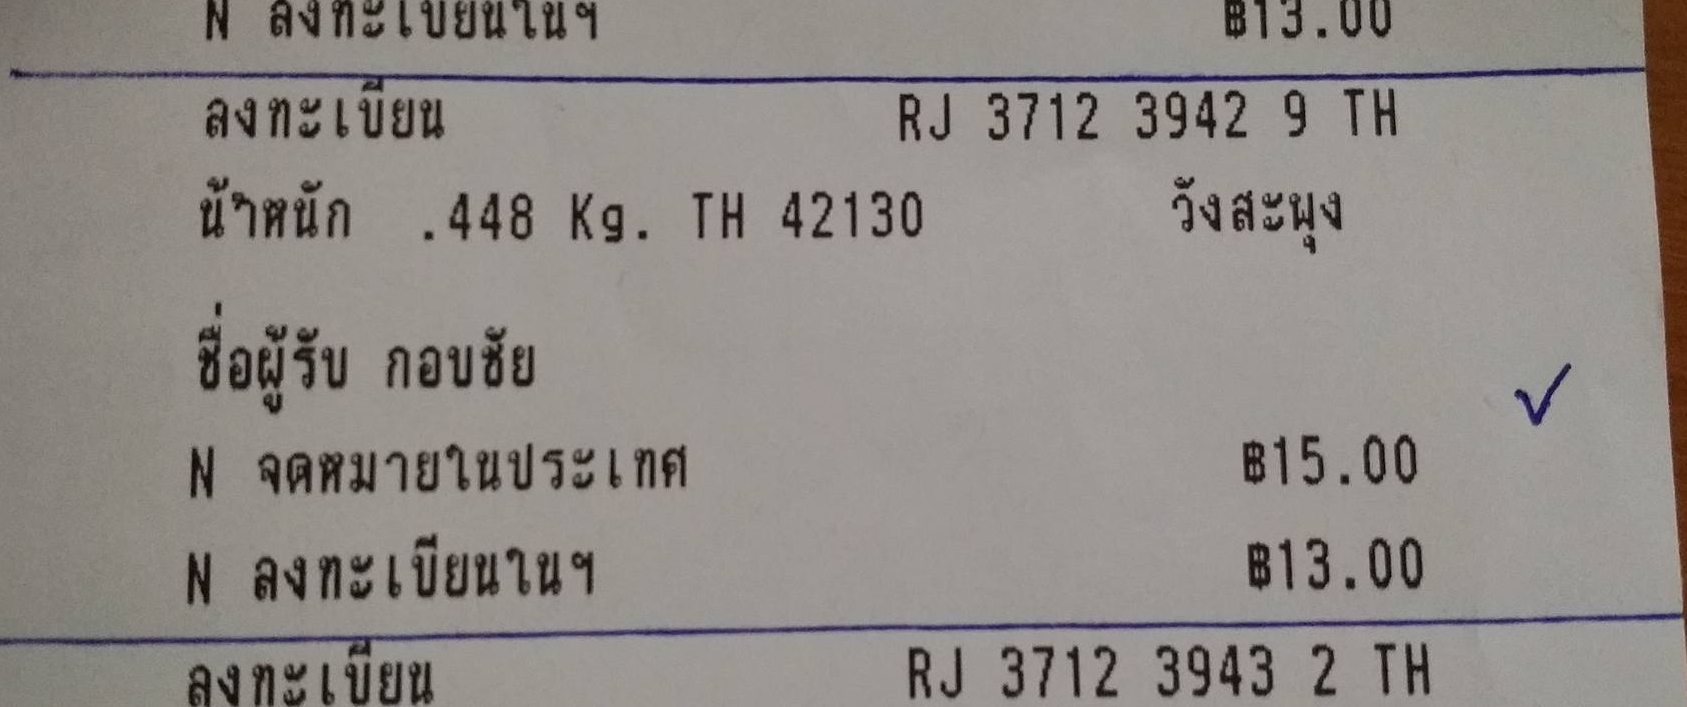 N ลงทะเบียนในฯ ฿13.00
ลงทะเบียน RJ 3712 3942 9 TH
น้ำหนัก .448 Kg. TH 42130 วังสะพุง
ชื่อผู้รับ กอบชัย
N จดหมายในประเทศ ฿15.00
N ลงทะเบียนในฯ ฿13.00
ลงทะเบียน RJ 3712 3943 2 TH